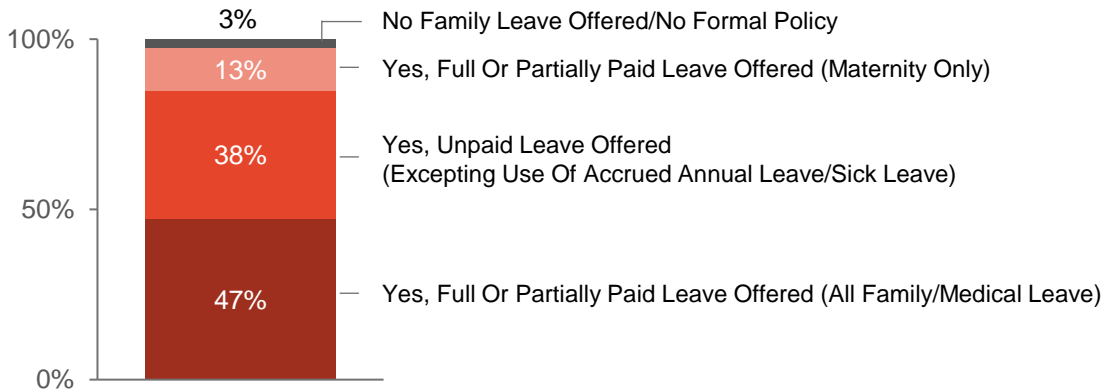 3%
No Family Leave Offered/No Formal Policy
100%
13%
Yes, Full Or Partially Paid Leave Offered (Maternity Only)
38%
Yes, Unpaid Leave Offered
(Excepting Use Of Accrued Annual Leave/Sick Leave)
50%
47%
Yes, Full Or Partially Paid Leave Offered (All Family/Medical Leave)
0%